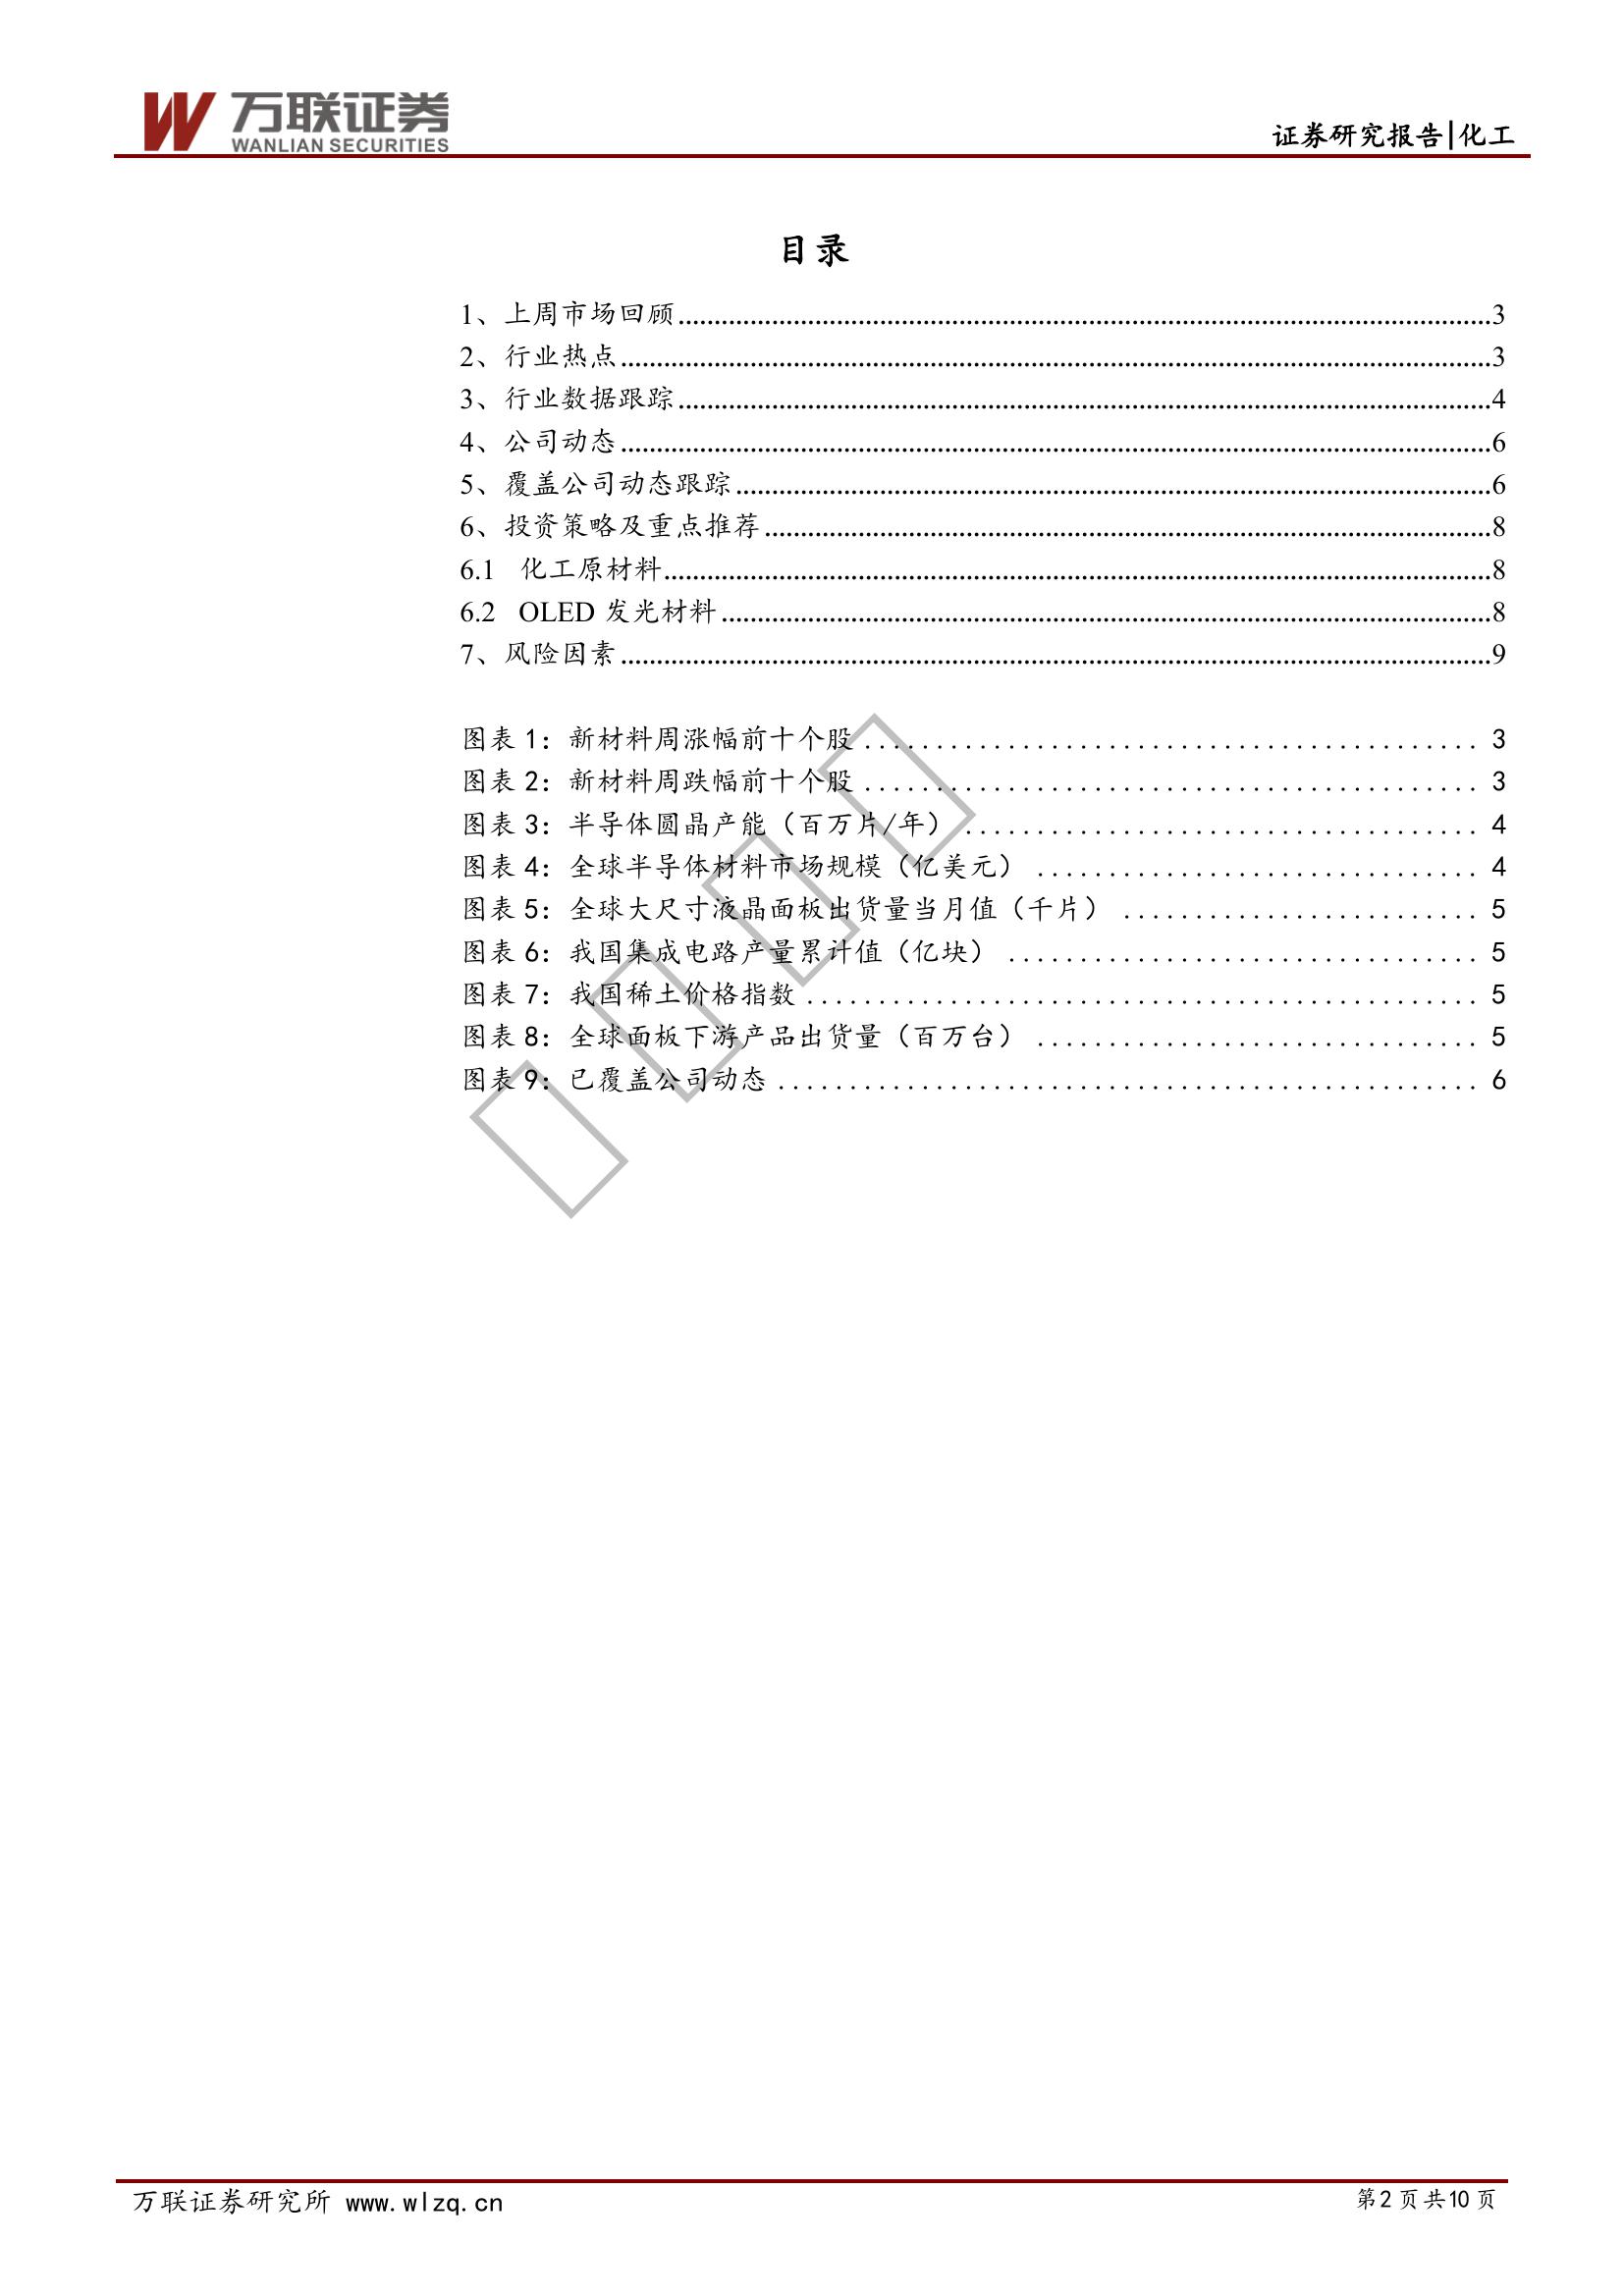 万联证券
WANLIAN SECURITIES
证券研究报告|化工
目录
1、上周市场回顾........................................3
2、行业热点........................................3
3、行业数据跟踪........................................4
4、公司动态........................................6
5、覆盖公司动态跟踪........................................6
6、投资策略及重点推荐........................................8
6.1 化工原材料........................................8
6.2 OLED 发光材料........................................8
7、风险因素........................................9
图表 1：新材料周涨幅前十个股........................................ 3
图表 2：新材料周跌幅前十个股........................................ 3
图表 3：半导体圆晶产能（百万片/年）........................................ 4
图表 4：全球半导体材料市场规模（亿美元）........................................ 4
图表 5：全球大尺寸液晶面板出货量当月值（千片）........................................ 5
图表 6：我国集成电路产量累计值（亿块）........................................ 5
图表 7：我国稀土价格指数........................................ 5
图表 8：全球面板下游产品出货量（百万台）........................................ 5
图表 9：已覆盖公司动态........................................ 6
万联证券研究所 www.wlzq.cn
第 2 页 共 10 页